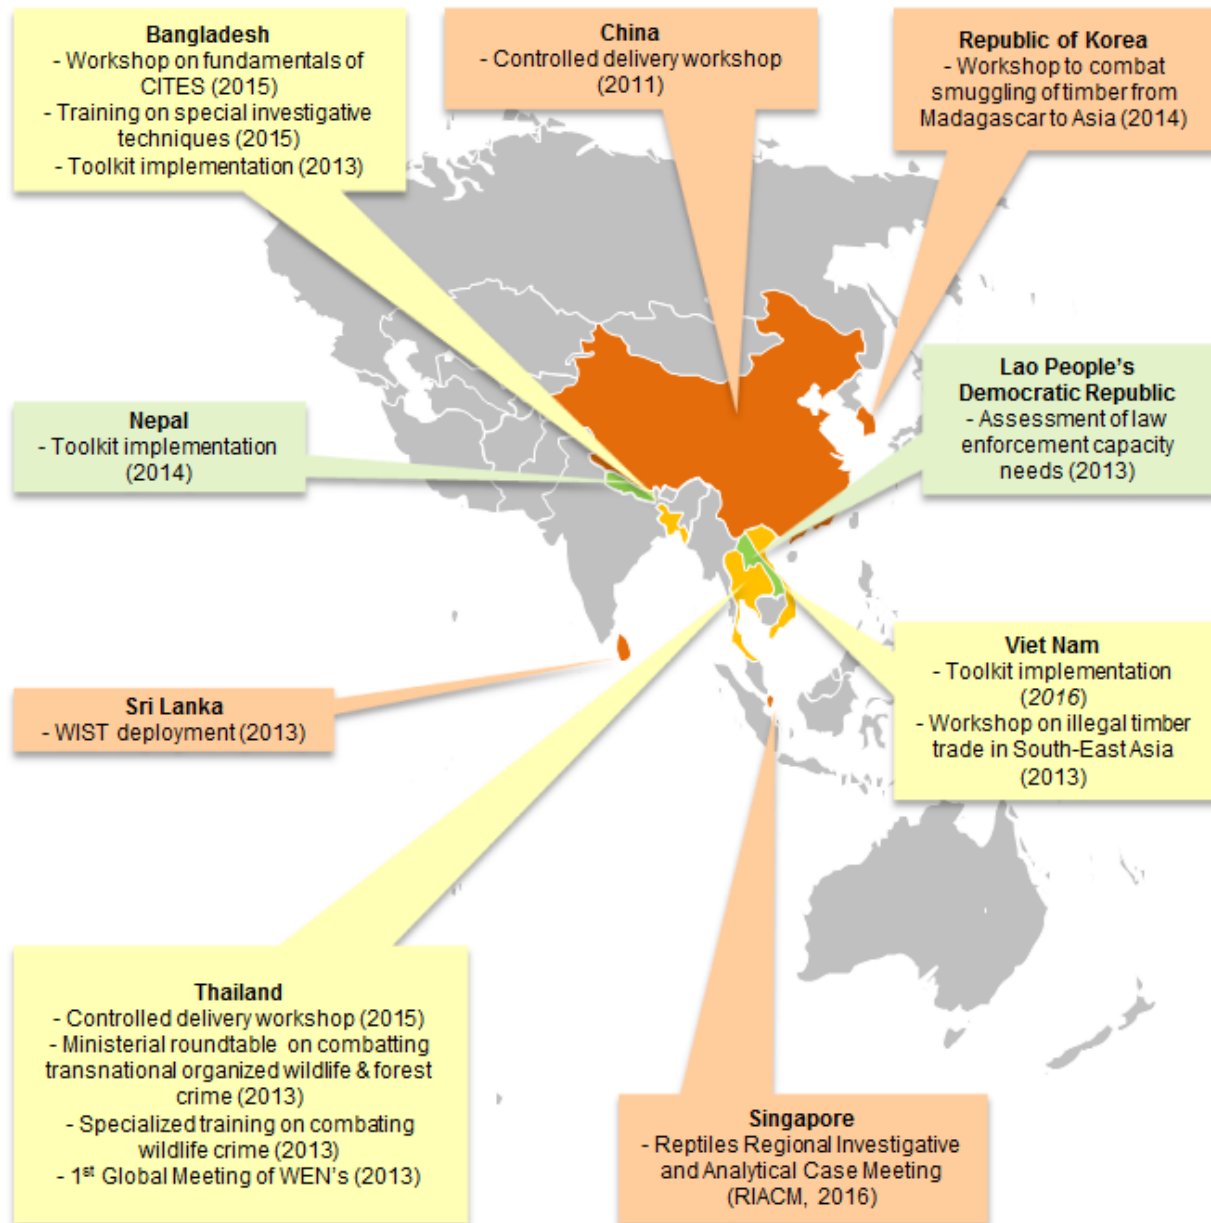 Bangladesh
- Workshop on fundamentals of
CITES (2015)
- Training on special investigative
techniques (2015)
- Toolkit implementation (2013)
China
- Controlled delivery workshop
(2011)
Republic of Korea
- Workshop to combat
smuggling of timber from
Madagascar to Asia (2014)
Nepal
- Toolkit implementation
(2014)
Lao People's
Democratic Republic
- Assessment of law
enforcement capacity
needs (2013)
Sri Lanka
- WIST deployment (2013)
Viet Nam
- Toolkit implementation
(2016)
- Workshop on illegal timber
trade in South-East Asia
(2013)
Thailand
- Controlled delivery workshop (2015)
- Ministerial roundtable on combatting
transnational organized wildlife & forest
crime (2013)
- Specialized training on combating
wildlife crime (2013)
- 1st Global Meeting of WEN's (2013)
Singapore
- Reptiles Regional Investigative
and Analytical Case Meeting
(RIACM, 2016)